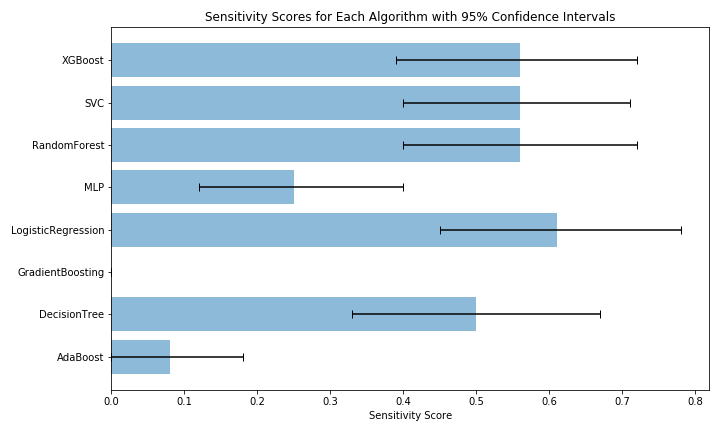 Sensitivity Scores for Each Algorithm with 95% Confidence Intervals
XGBoost
SVC
RandomForest
MLP
LogisticRegression
GradientBoosting
DecisionTree
AdaBoost
0.0 0.1 0.2 0.3 0.4 0.5 0.6 0.7 0.8
Sensitivity Score